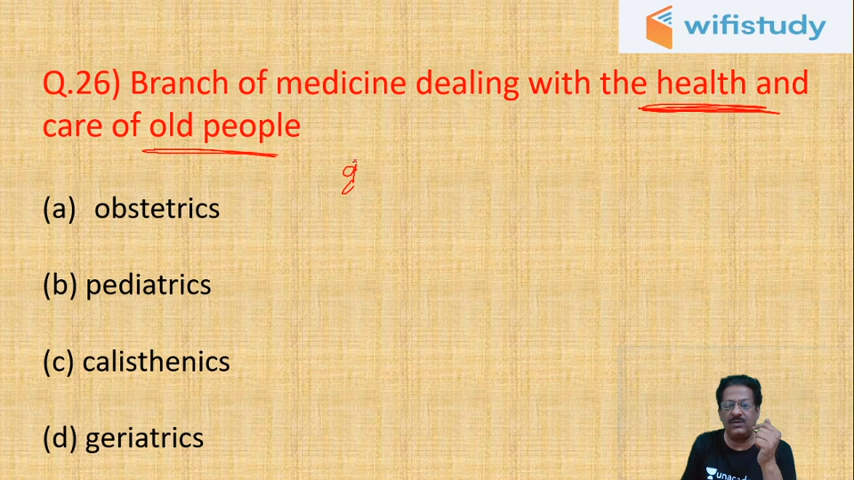 wifistudy
Q.26) Branch of medicine dealing with the health and
care of old people
g
(a) obstetrics
(b) pediatrics
(c) calisthenics
(d) geriatrics